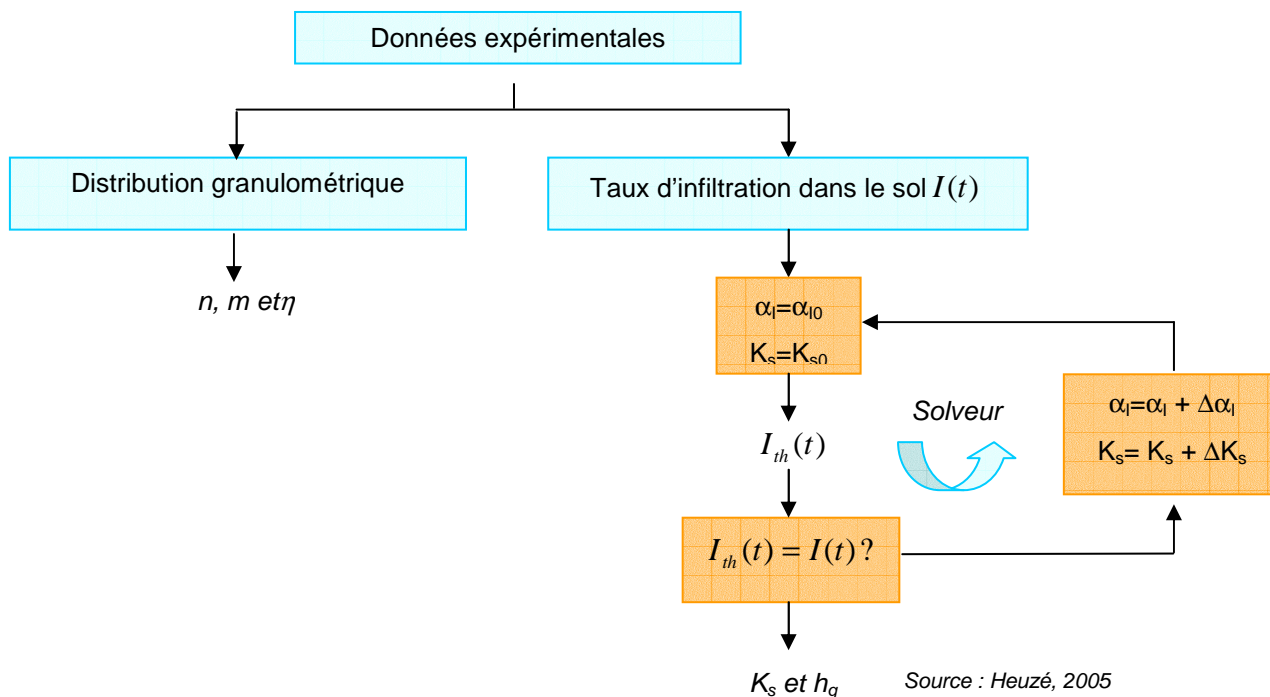 Données expérimentales
Distribution granulométrique
Taux d'infiltration dans le sol I(t)
n, m etη
αI=αI0
Ks=Ks0
Ith(t)
Solveur
αI=αI + ΔαI
Ks= Ks + ΔKs
Ith(t) = I(t) ?
Ks et hg
Source : Heuzé, 2005